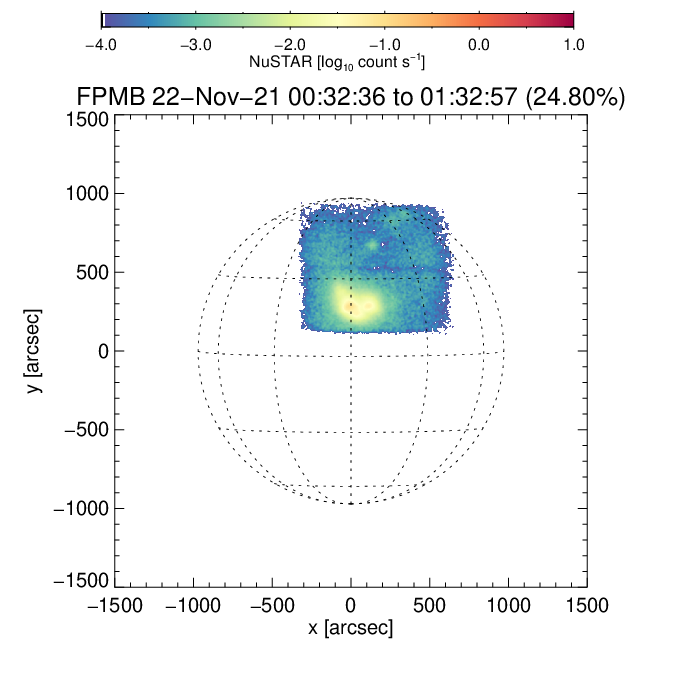 −4.0 −3.0 −2.0 −1.0 0.0 1.0
NuSTAR [log₁₀ count s⁻¹]
FPMB 22−Nov−21 00:32:36 to 01:32:57 (24.80%)
1500
1000
500
0
−500
−1000
−1500
y [arcsec]
−1500 −1000 −500 0 500 1000 1500
x [arcsec]